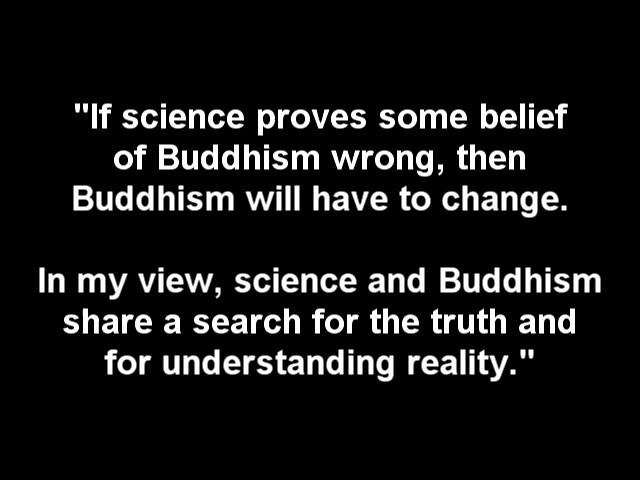 "If science proves some belief
of Buddhism wrong, then
Buddhism will have to change.
In my view, science and Buddhism
share a search for the truth and
for understanding reality."